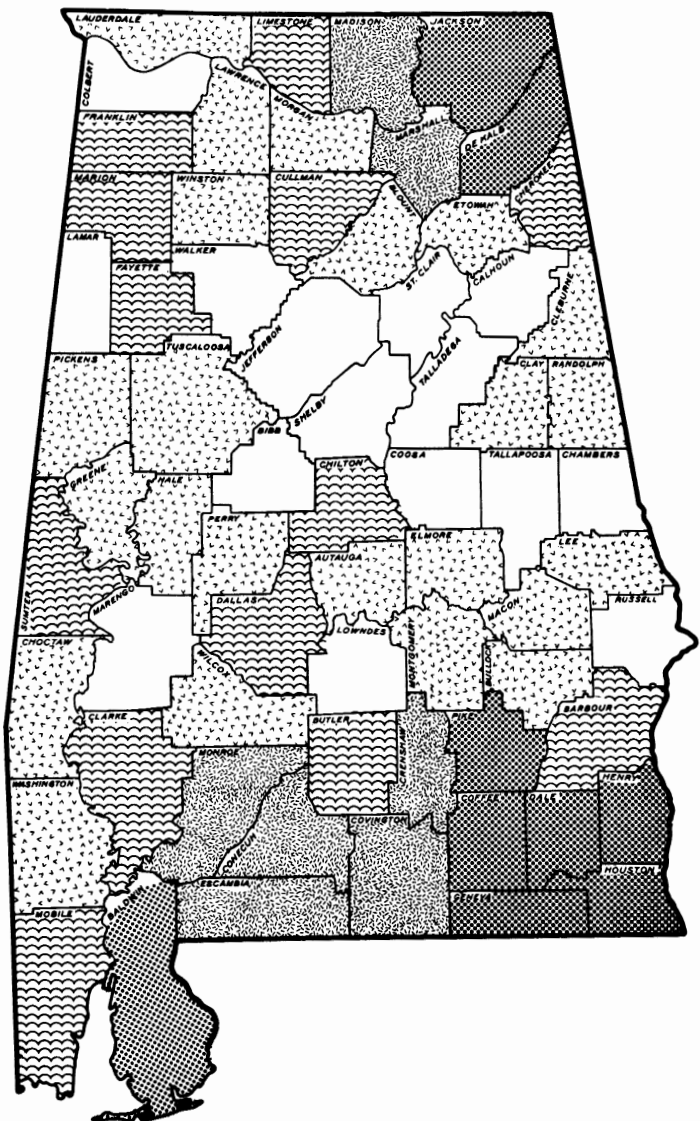 LAUDERDALE
LIMESTONE
MADISON
JACKSON
COLBERT
LAWRENCE
MORGAN
FRANKLIN
MARSHALL
DE KALB
MARION
WINSTON
CULLMAN
BLOUNT
ETOWAH
CHEROKEE
LAMAR
WALKER
FAYETTE
ST. CLAIR
CALHOUN
CLEBURNE
JEFFERSON
TUSCALOOSA
PICKENS
TALLADEGA
CLAY
RANDOLPH
SHELBY
BIBB
COOSA
TALLAPOOSA
CHAMBERS
CHILTON
GREENE
HALE
PERRY
AUTAUGA
ELMORE
LEE
SUMTER
MARENGO
DALLAS
LOWNDES
MONTGOMERY
MACON
BULLOCK
RUSSELL
CHOCTAW
WILCOX
CLARKE
BUTLER
CRENSHAW
PIKE
BARBOUR
MONROE
WASHINGTON
CONECUH
COVINGTON
COFFEE
DALE
HENRY
ESCAMBIA
GENEVA
HOUSTON
MOBILE
BALDWIN